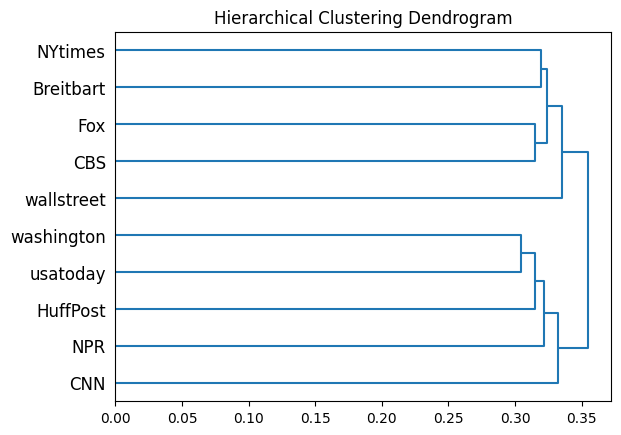 Hierarchical Clustering Dendrogram
NYtimes
Breitbart
Fox
CBS
wallstreet
washington
usatoday
HuffPost
NPR
CNN
0.00 0.05 0.10 0.15 0.20 0.25 0.30 0.35